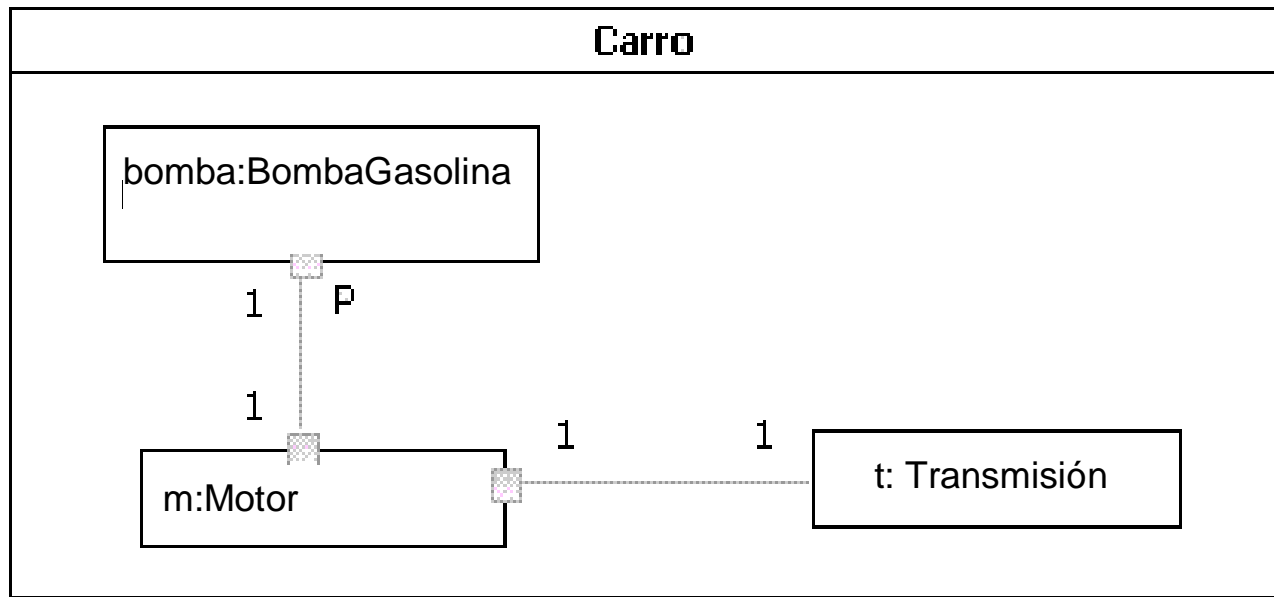 Carro
bomba:BombaGasolina
1 P
1
1 1
m:Motor
t: Transmisión